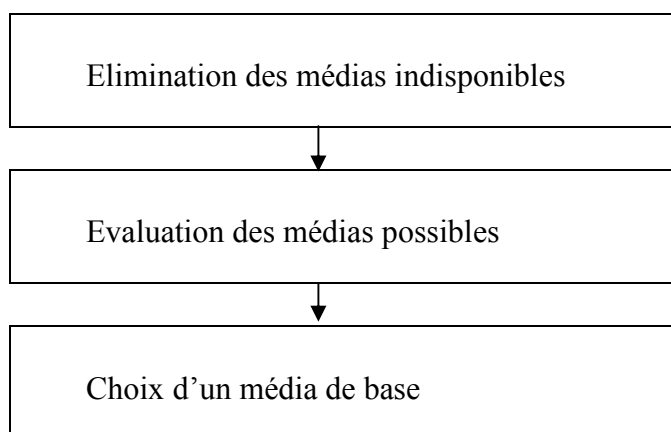 Elimination des médias indisponibles
Evaluation des médias possibles
Choix d’un média de base